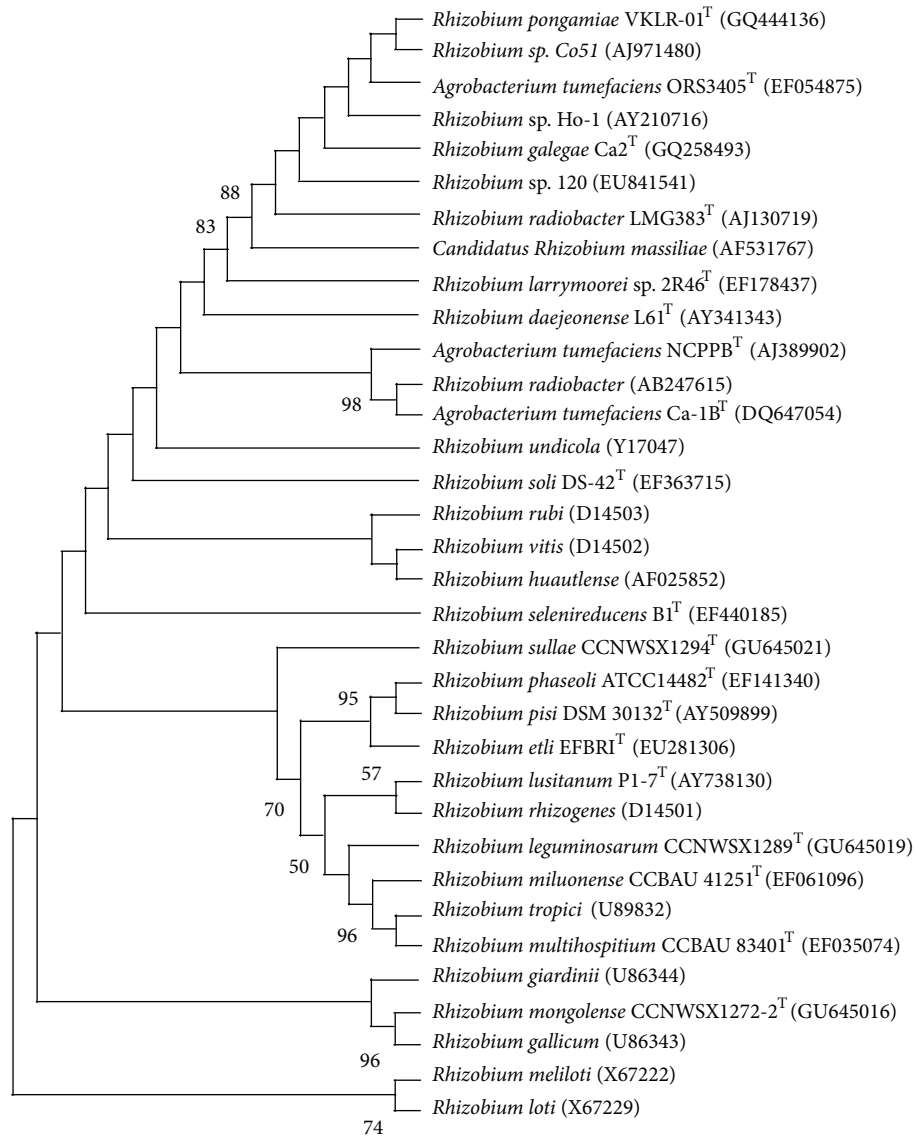 Rhizobium pongamiae VKLR-01T (GQ444136)
Rhizobium sp. Co51 (AJ971480)
Agrobacterium tumefaciens ORS3405T (EF054875)
Rhizobium sp. Ho-1 (AY210716)
Rhizobium galegae Ca2T (GQ258493)
Rhizobium sp. 120 (EU841541)
88
Rhizobium radiobacter LMG383T (AJ130719)
83
Candidatus Rhizobium massiliae (AF531767)
Rhizobium larrymoorei sp. 2R46T (EF178437)
Rhizobium daejeonense L61T (AY341343)
Agrobacterium tumefaciens NCPPBT (AJ389902)
Rhizobium radiobacter (AB247615)
98
Agrobacterium tumefaciens Ca-1BT (DQ647054)
Rhizobium undicola (Y17047)
Rhizobium soli DS-42T (EF363715)
Rhizobium rubi (D14503)
Rhizobium vitis (D14502)
Rhizobium huautlense (AF025852)
Rhizobium selenireducens B1T (EF440185)
Rhizobium sullae CCNWSX1294T (GU645021)
Rhizobium phaseoli ATCC14482T (EF141340)
95
Rhizobium pisi DSM 30132T (AY509899)
Rhizobium etli EFBRIT (EU281306)
57
Rhizobium lusitanum P1-7T (AY738130)
70
Rhizobium rhizogenes (D14501)
Rhizobium leguminosarum CCNWSX1289T (GU645019)
50
Rhizobium miluonense CCBAU 41251T (EF061096)
Rhizobium tropici (U89832)
96
Rhizobium multihospitium CCBAU 83401T (EF035074)
Rhizobium giardinii (U86344)
Rhizobium mongolense CCNWSX1272-2T (GU645016)
Rhizobium gallicum (U86343)
96
Rhizobium meliloti (X67222)
Rhizobium loti (X67229)
74